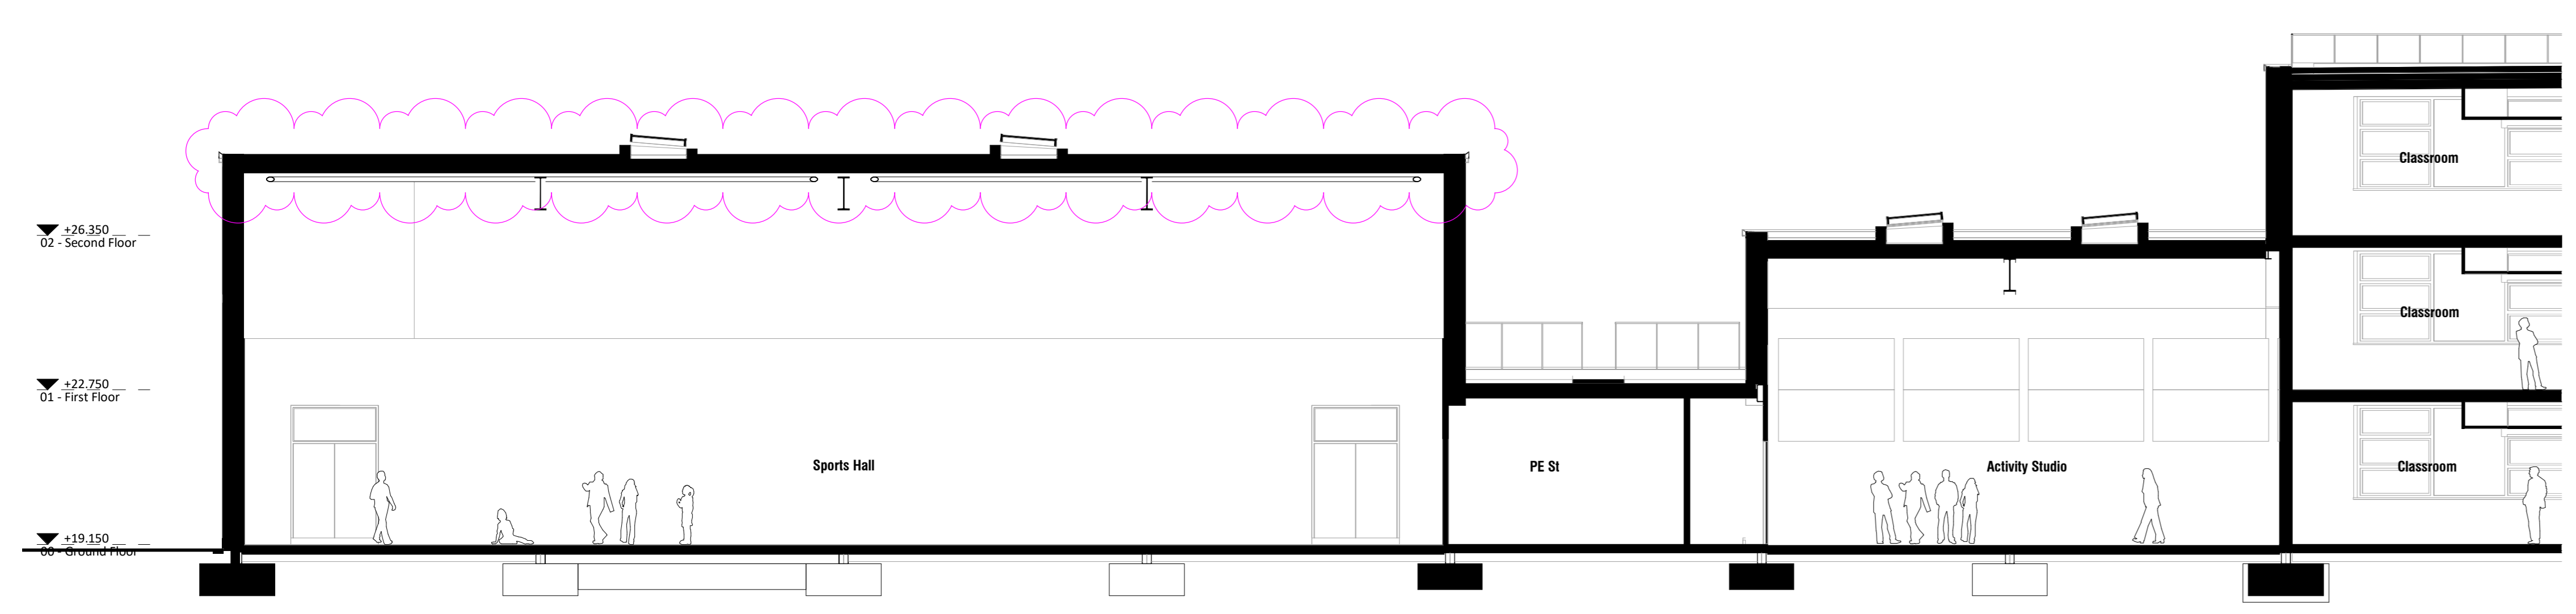 Classroom
+26.350
02 - Second Floor
Classroom
+22.750
01 - First Floor
Sports Hall
PE St
Activity Studio
Classroom
+19.150
00 - Ground Floor